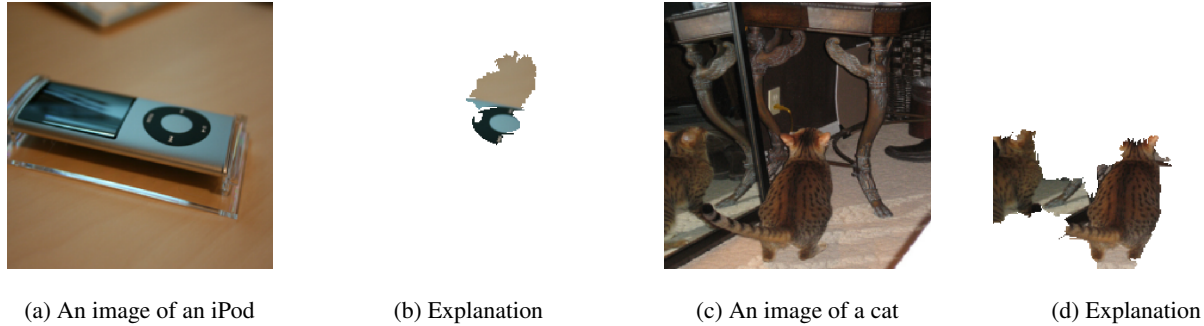 (a) An image of an iPod
(b) Explanation
(c) An image of a cat
(d) Explanation